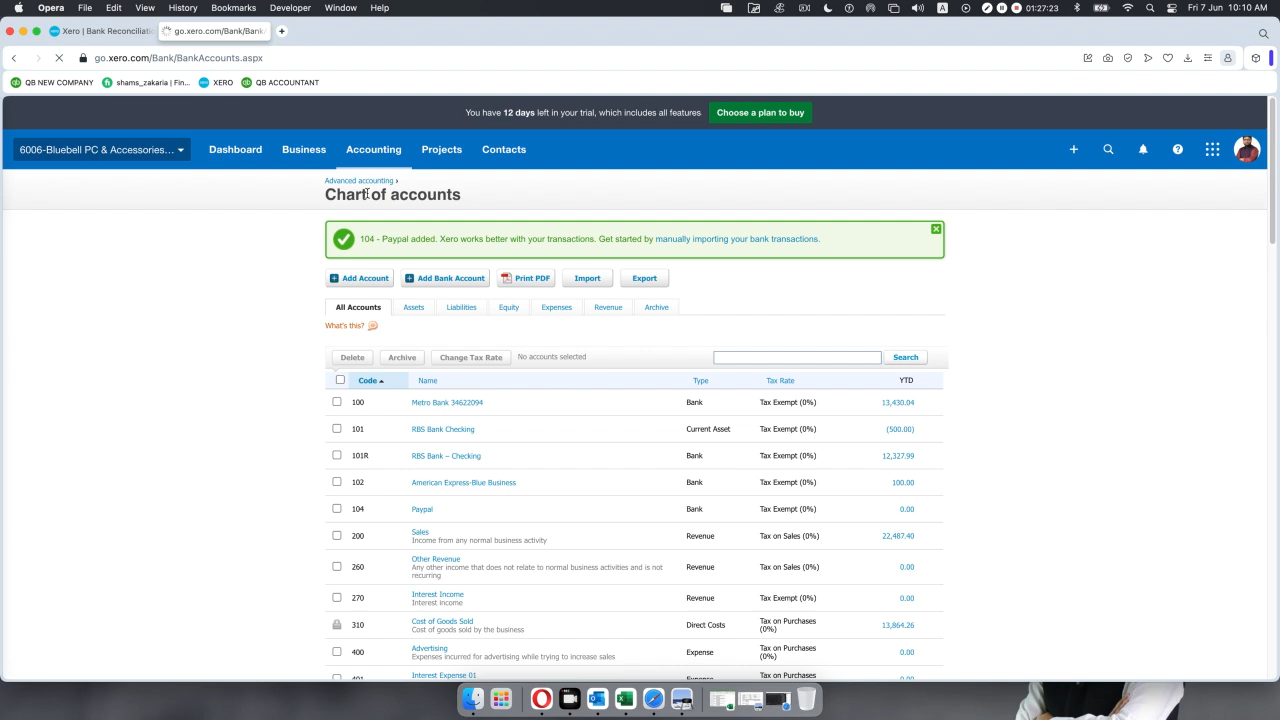 Opera File Edit View History Bookmarks Developer Window Help 01:27:23 Fri 7 Jun 10:10 AM
Xero | Bank Reconciliati go.xero.com/Bank/BankA
go.xero.com/Bank/BankAccounts.aspx
QB NEW COMPANY shams_zakaria | Fin... XERO QB ACCOUNTANT
You have 12 days left in your trial, which includes all features Choose a plan to buy
6006-Bluebell PC & Accessories... Dashboard Business Accounting Projects Contacts
Advanced accounting ›
Chart of accounts
104 - Paypal added. Xero works better with your transactions. Get started by manually importing your bank transactions.
Add Account Add Bank Account Print PDF Import Export
All Accounts Assets Liabilities Equity Expenses Revenue Archive
What's this?
Delete Archive Change Tax Rate No accounts selected Search
Code Name Type Tax Rate YTD
100 Metro Bank 34622094 Bank Tax Exempt (0%) 13,430.04
101 RBS Bank Checking Current Asset Tax Exempt (0%) (500.00)
101R RBS Bank – Checking Bank Tax Exempt (0%) 12,327.99
102 American Express-Blue Business Bank Tax Exempt (0%) 100.00
104 Paypal Bank Tax Exempt (0%) 0.00
200 Sales Revenue Tax on Sales (0%) 22,487.40
Income from any normal business activity
260 Other Revenue Revenue Tax on Sales (0%) 0.00
Any other income that does not relate to normal business activities and is not
recurring
270 Interest Income Revenue Tax Exempt (0%) 0.00
Interest income
310 Cost of Goods Sold Direct Costs Tax on Purchases 13,864.26
Cost of goods sold by the business (0%)
400 Advertising Expense Tax on Purchases 0.00
Expenses incurred for advertising while trying to increase sales (0%)
401 Interest Expense 01 Expense Tax on Purchases 0.00